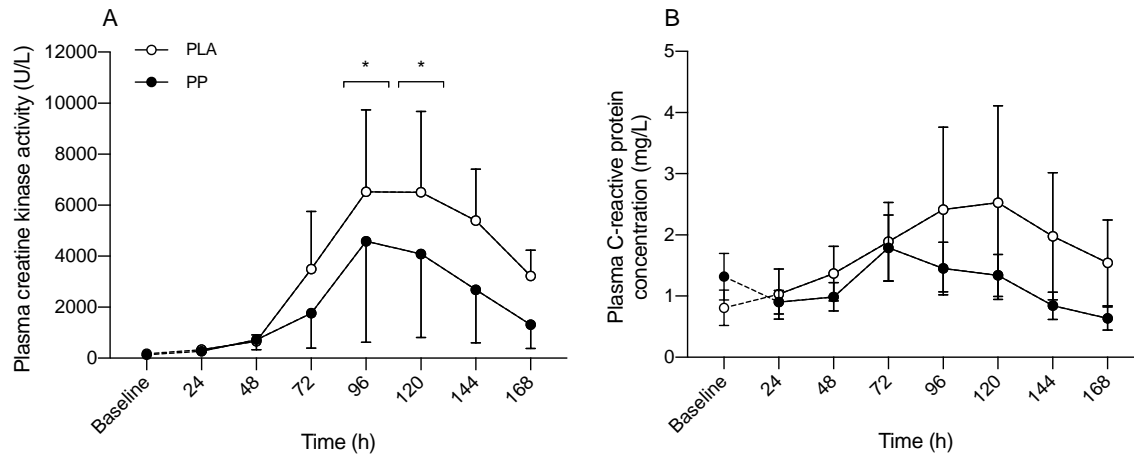 A
Plasma creatine kinase activity (U/L)
12000
10000
8000
6000
4000
2000
0
PLA
PP
*
*
Baseline
24
48
72
96
120
144
168
Time (h)
B
Plasma C-reactive protein
concentration (mg/L)
5
4
3
2
1
0
Baseline
24
48
72
96
120
144
168
Time (h)